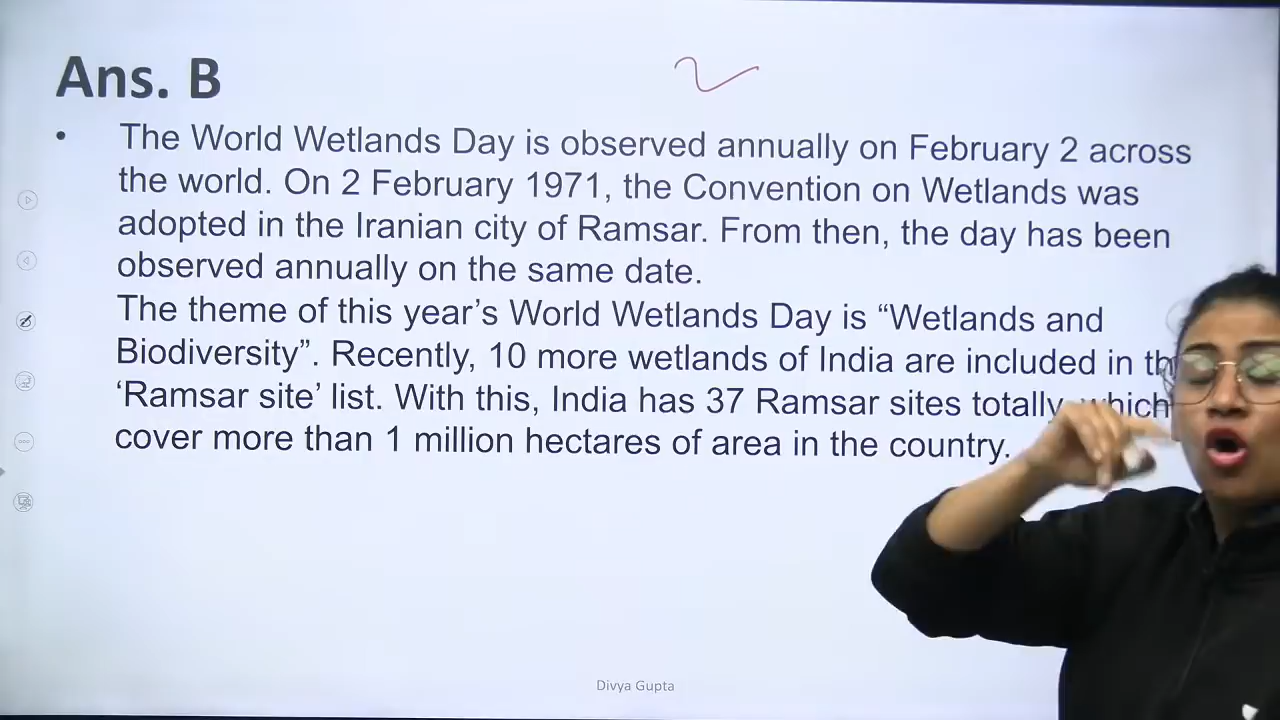 Ans. B
• The World Wetlands Day is observed annually on February 2 across
the world. On 2 February 1971, the Convention on Wetlands was
adopted in the Iranian city of Ramsar. From then, the day has been
observed annually on the same date.
The theme of this year’s World Wetlands Day is “Wetlands and
Biodiversity”. Recently, 10 more wetlands of India are included in th
‘Ramsar site’ list. With this, India has 37 Ramsar sites totally, which
cover more than 1 million hectares of area in the country.
Divya Gupta